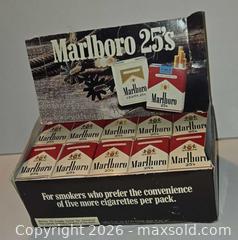 Marlboro 25's
Marlboro
Marlboro
Marlboro Marlboro Marlboro Marlboro Marlboro
Marlboro Marlboro Marlboro Marlboro Marlboro
For smokers who prefer the convenience
of five more cigarettes per pack.
Copyright 2026 - maxsold.com